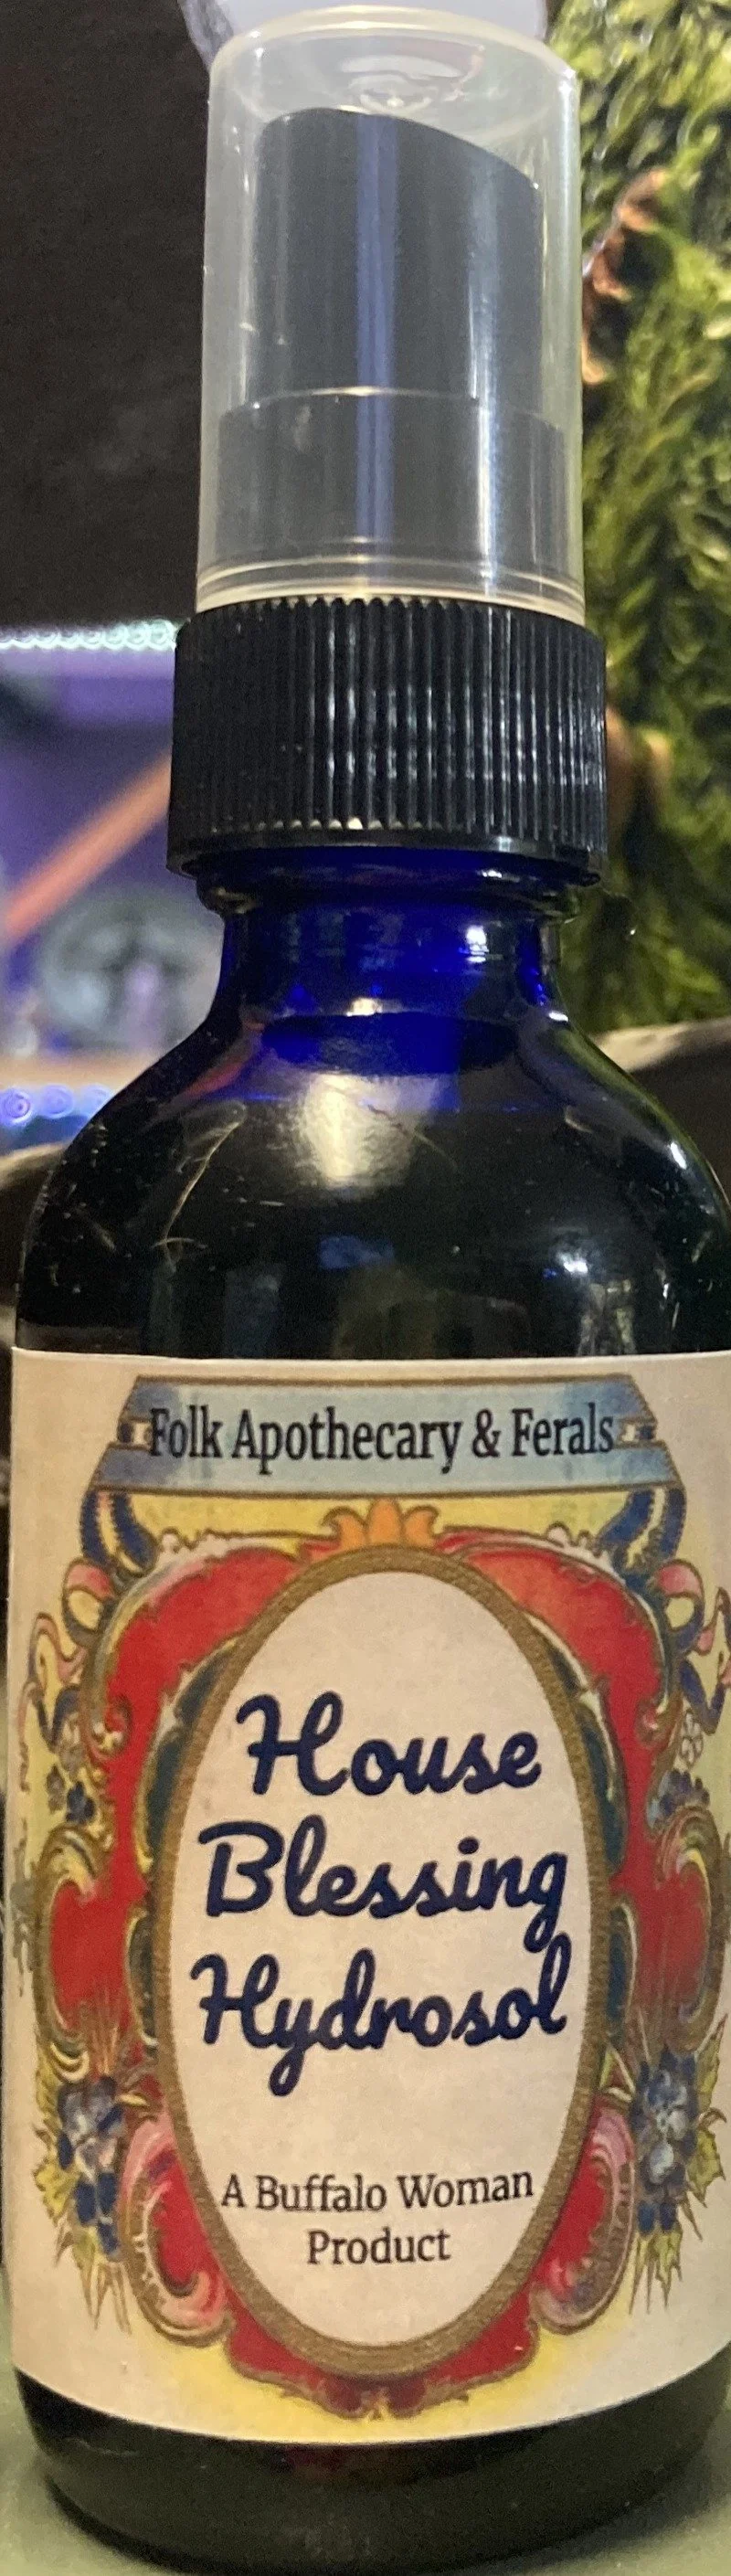 Folk Apothecary & Ferals
House
Blessing
Hydrosol
A Buffalo Woman
Product